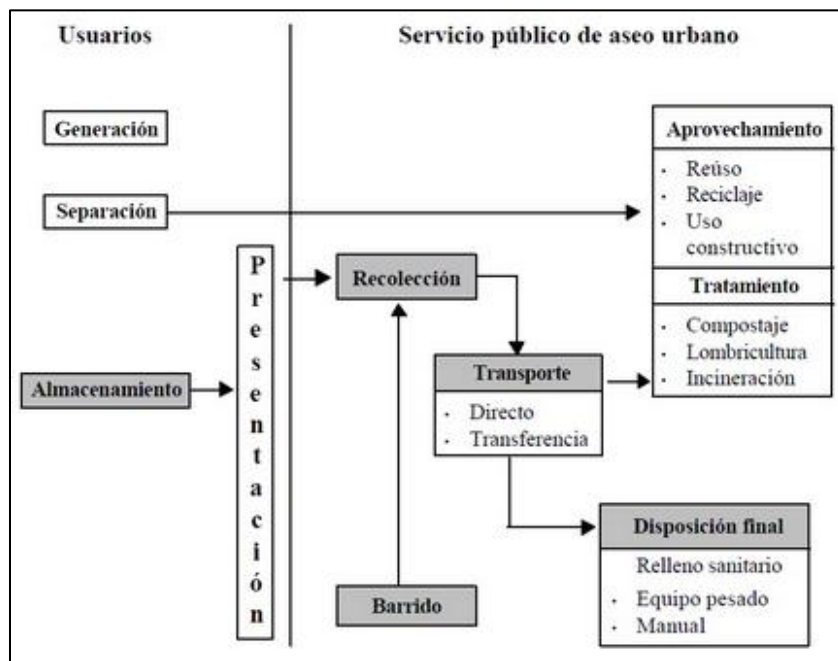 Usuarios
Servicio público de aseo urbano
Generación
Separación
Almacenamiento
Presentación
Recolección
Barrido
Transporte
· Directo
· Transferencia
Aprovechamiento
· Reúso
· Reciclaje
· Uso
constructivo
Tratamiento
· Compostaje
· Lombricultura
· Incineración
Disposición final
Relleno sanitario
· Equipo pesado
· Manual